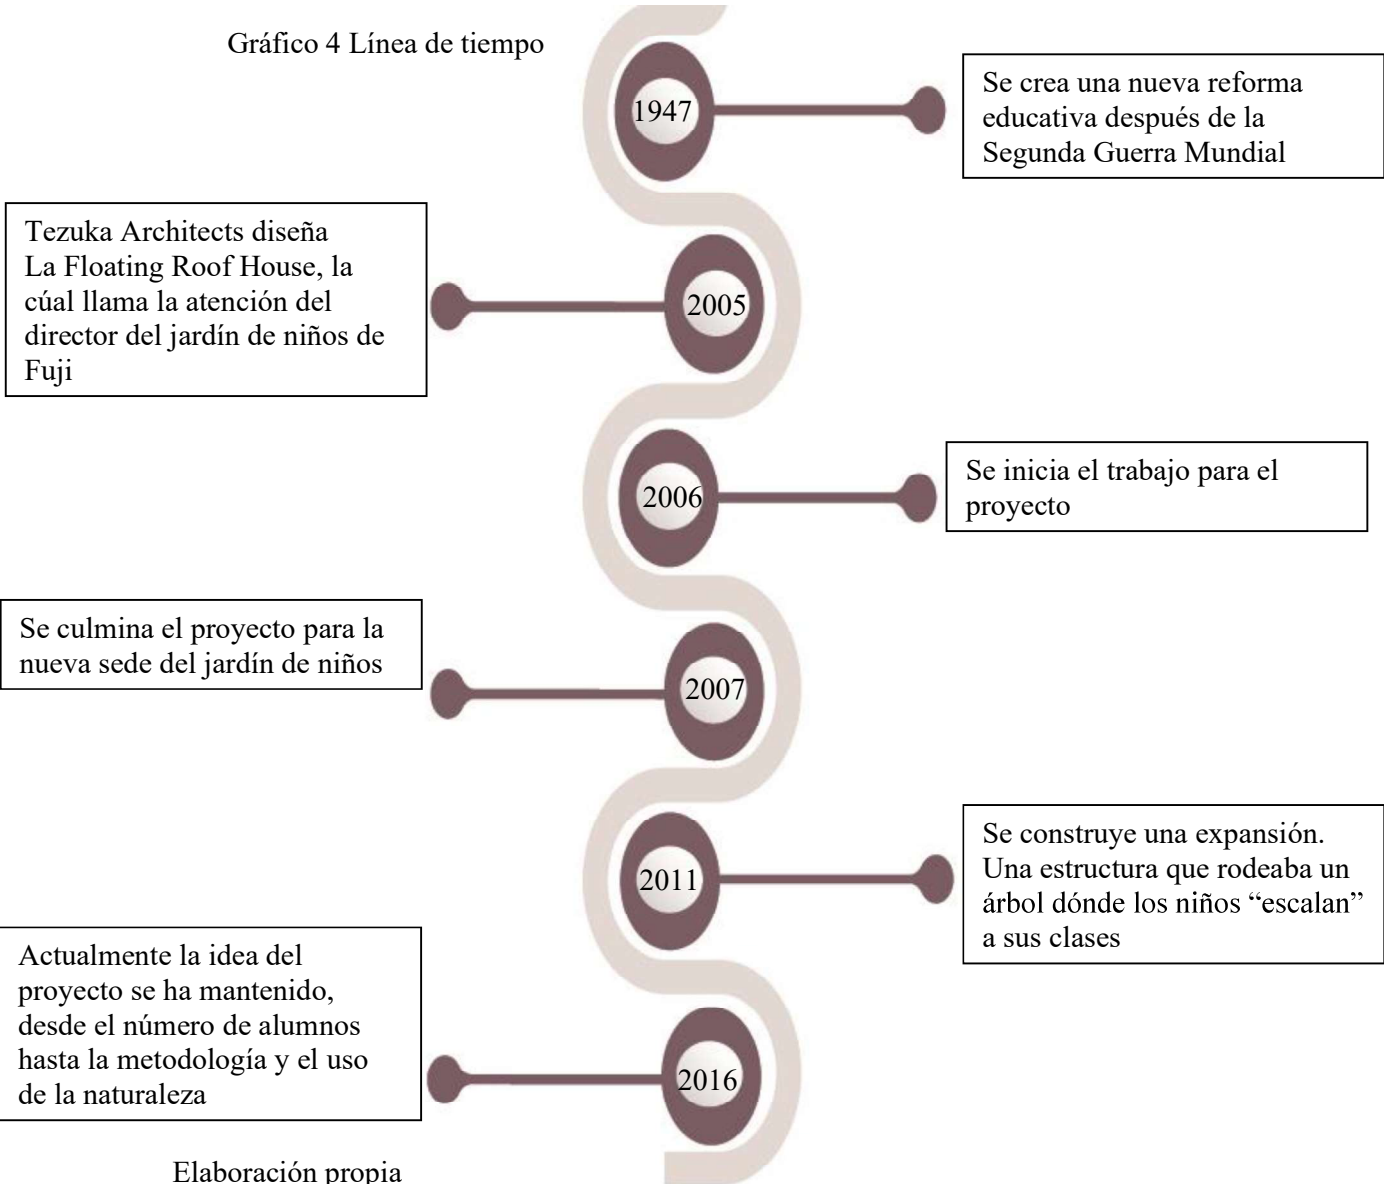 Gráfico 4 Línea de tiempo
1947
Se crea una nueva reforma
educativa después de la
Segunda Guerra Mundial
Tezuka Architects diseña
La Floating Roof House, la
cúal llama la atención del
director del jardín de niños de
Fuji
2005
2006
Se inicia el trabajo para el
proyecto
Se culmina el proyecto para la
nueva sede del jardín de niños
2007
2011
Se construye una expansión.
Una estructura que rodeaba un
árbol dónde los niños “escalan”
a sus clases
Actualmente la idea del
proyecto se ha mantenido,
desde el número de alumnos
hasta la metodología y el uso
de la naturaleza
2016
Elaboración propia